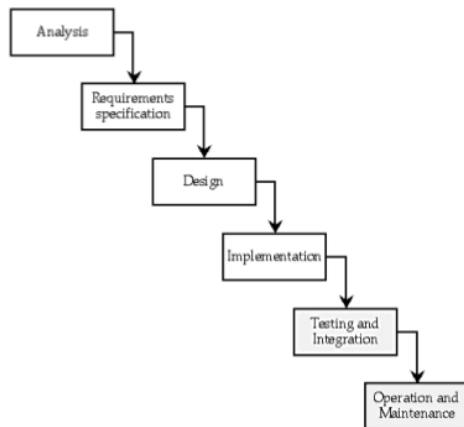 Analysis
Requirements
specification
Design
Implementation
Testing and
Integration
Operation and
Maintenance